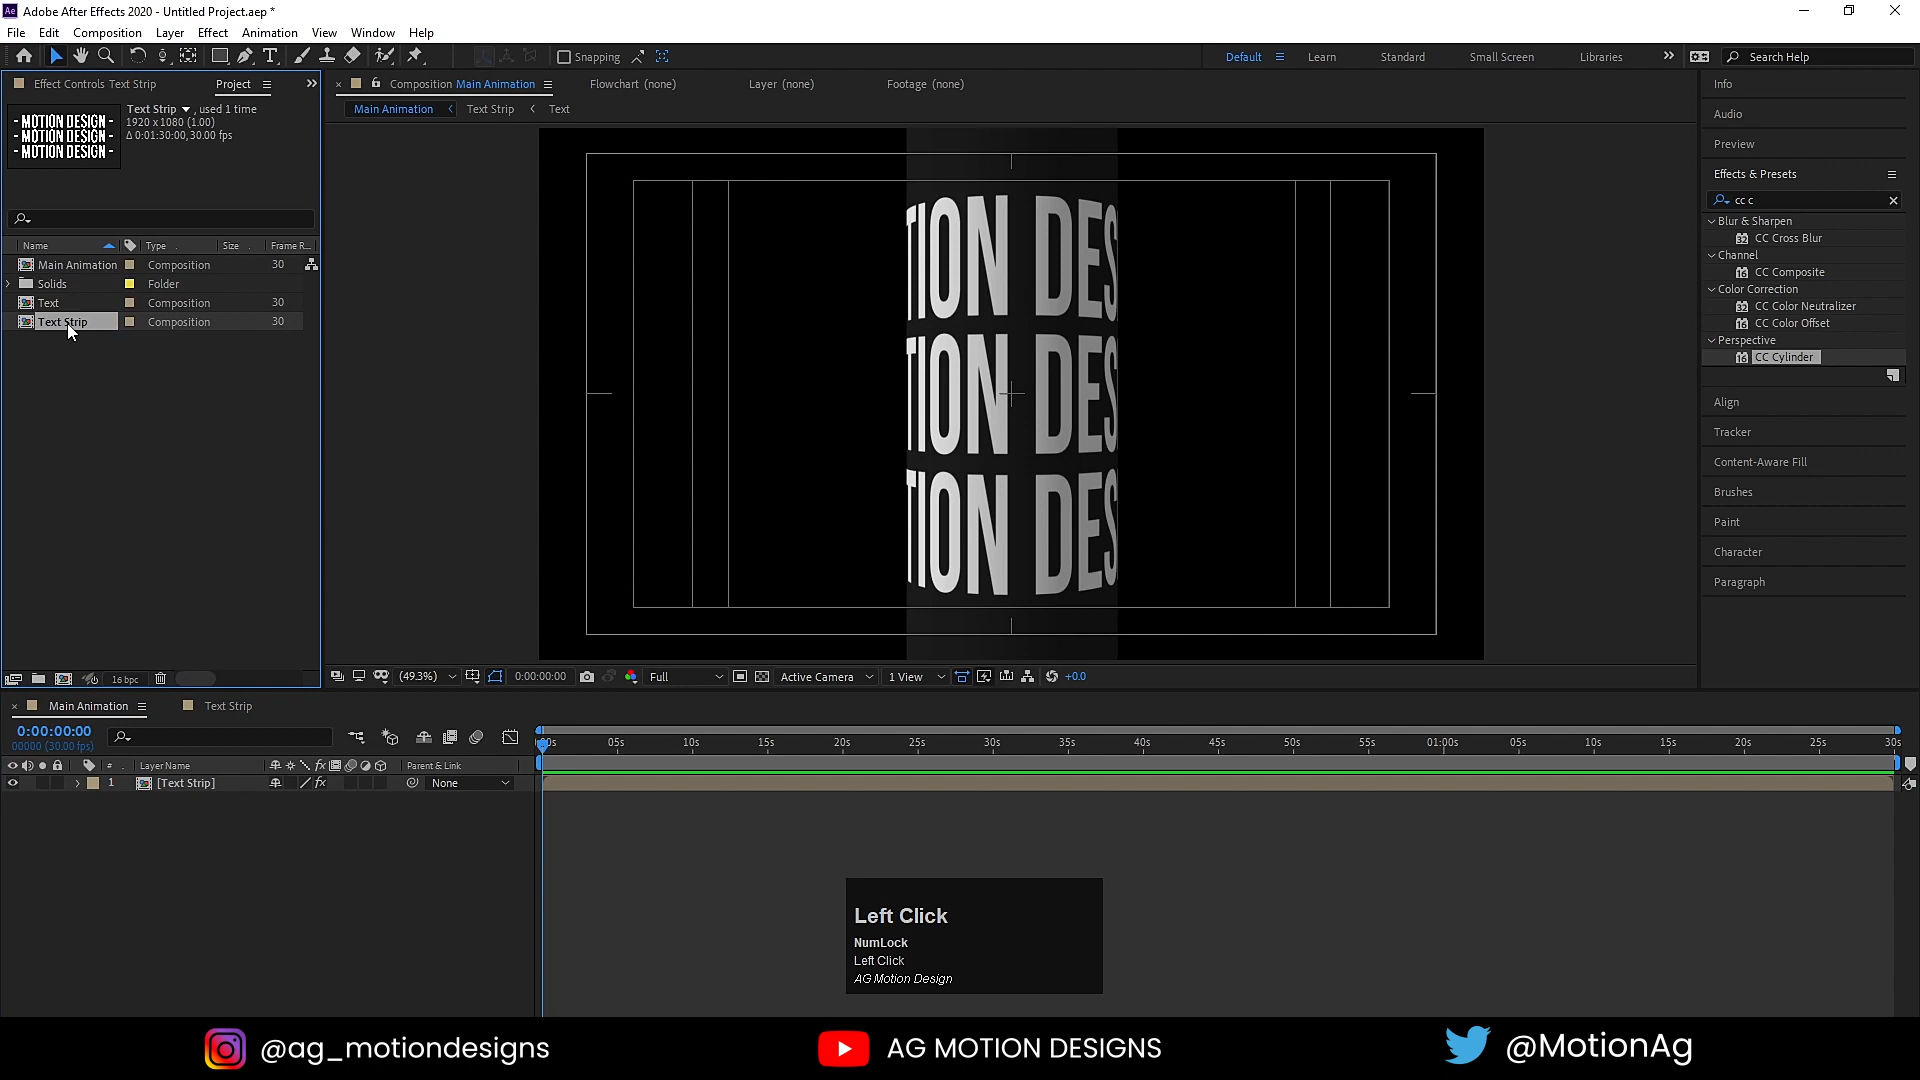 Adobe After Effects 2020 - Untitled Project.aep *
File Edit Composition Layer Effect Animation View Window Help
Snapping
Default Learn Standard Small Screen Libraries Search Help
Effect Controls Text Strip Project
Text Strip , used 1 time
1920 x 1080 (1.00)
Δ 0:01:30:00, 30.00 fps
- MOTION DESIGN -
- MOTION DESIGN -
- MOTION DESIGN -
Name Type Size Frame R...
Main Animation Composition 30
Solids Folder
Text Composition 30
Text Strip Composition 30
16 bpc
Composition Main Animation Flowchart (none) Layer (none) Footage (none)
Main Animation Text Strip Text
TION DES
TION DES
TION DES
(49.3%) 0:00:00:00 Full Active Camera 1 View +0.0
Info
Audio
Preview
Effects & Presets
cc c
Blur & Sharpen
32 CC Cross Blur
Channel
16 CC Composite
Color Correction
32 CC Color Neutralizer
16 CC Color Offset
Perspective
16 CC Cylinder
Align
Tracker
Content-Aware Fill
Brushes
Paint
Character
Paragraph
Main Animation Text Strip
0:00:00:00
00000 (30.00 fps)
# Layer Name Parent & Link
1 [Text Strip] None
05s 10s 15s 20s 25s 30s 35s 40s 45s 50s 55s 01:00s 05s 10s 15s 20s 25s 30s
Left Click
NumLock
Left Click
AG Motion Design
@ag_motiondesigns AG MOTION DESIGNS @MotionAg